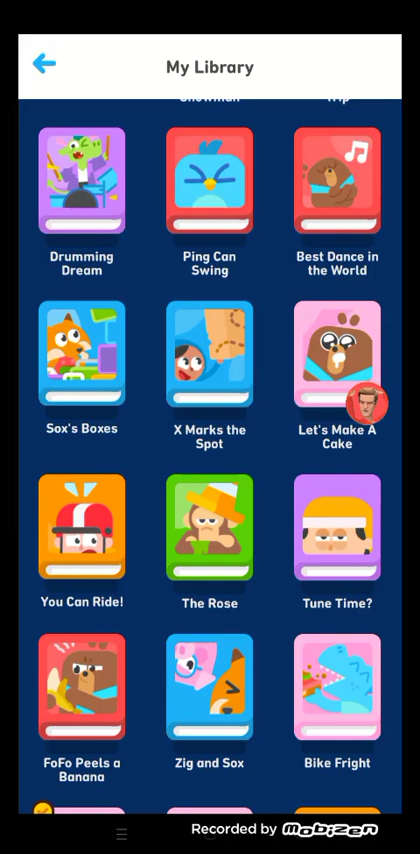 My Library
Snowman
Trip
Drumming
Dream
Ping Can
Swing
Best Dance in
the World
Sox's Boxes
X Marks the
Spot
Let's Make A
Cake
You Can Ride!
The Rose
Tune Time?
FoFo Peels a
Banana
Zig and Sox
Bike Fright
Recorded by mobizen